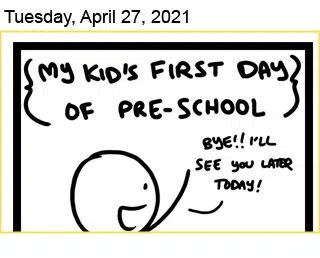 Tuesday, April 27, 2021
{MY KID'S FIRST DAY
OF PRE-SCHOOL}
BYE!! I'LL
SEE YOU LATER
TODAY!